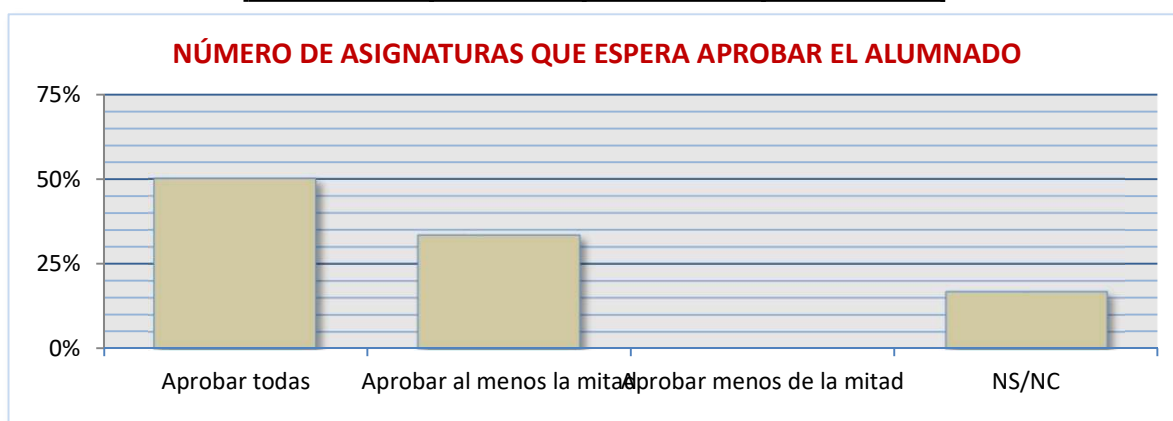 NÚMERO DE ASIGNATURAS QUE ESPERA APROBAR EL ALUMNADO
75%
50%
25%
0%
Aprobar todas
Aprobar al menos la mitad
Aprobar menos de la mitad
NS/NC